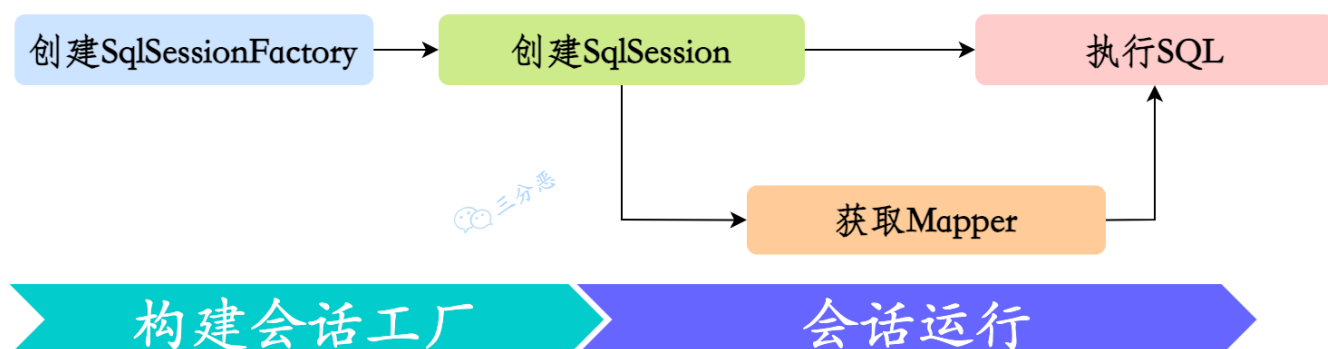 创建SqlSessionFactory
创建SqlSession
执行SQL
三分恶
获取Mapper
构建会话工厂
会话运行